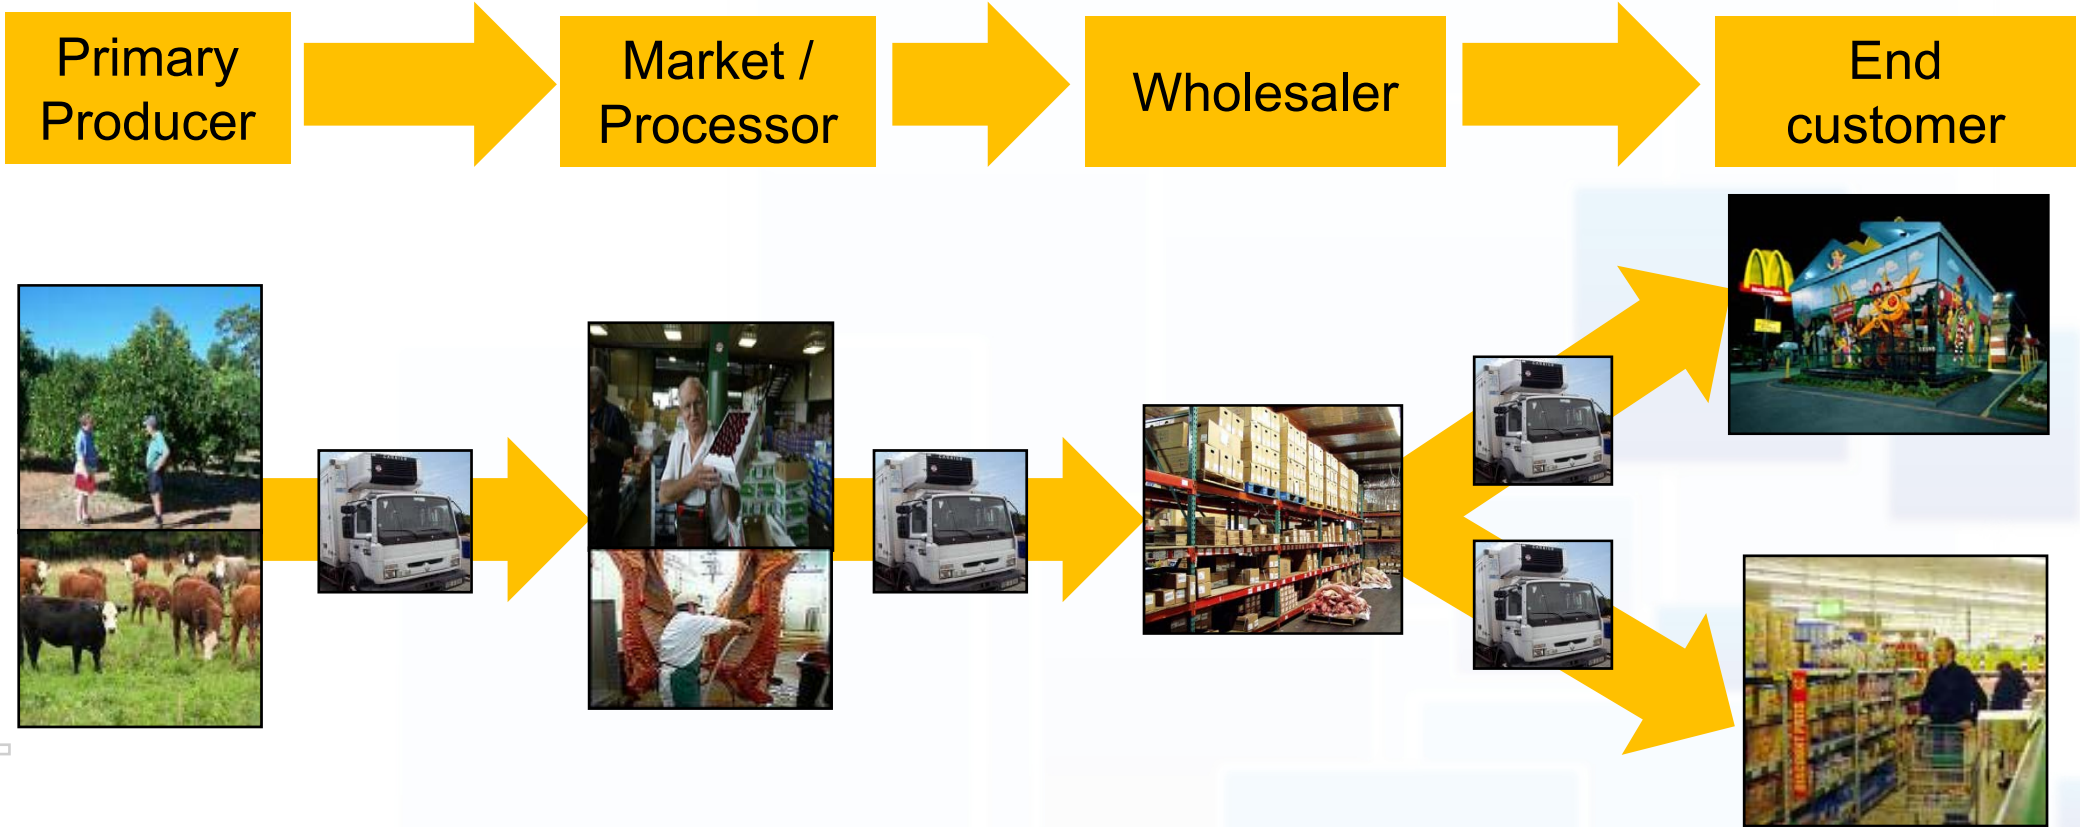 Primary
Producer
Market /
Processor
Wholesaler
End
customer